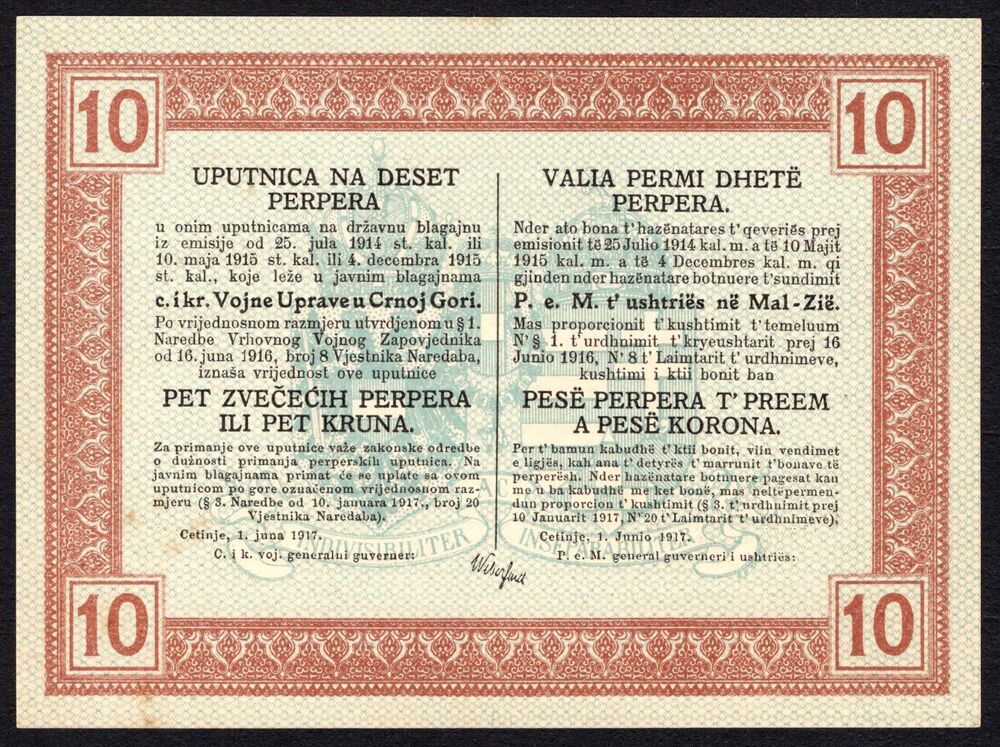 10
10
UPUTNICA NA DESET
PERPERA
u onim uputnicama na državnu blagajnu
iz emisije od 25. jula 1914 st. kal. ili
10. maja 1915 st. kal. ili 4. decembra 1915
st. kal., koje leže u javnim blagajnama
c. i kr. Vojne Uprave u Crnoj Gori.
Po vrijednosnom razmjeru utvrdjenom u § 1.
Naredbe Vrhovnog Vojnog Zapovjednika
od 16. juna 1916, broj 8 Vjestnika Naredaba,
iznaša vrijednost ove uputnice
PET ZVEČEĆIH PERPERA
ILI PET KRUNA.
Za primanje ove uputnice važe zakonske odredbe
o dužnosti primanja perperskih uputnica. Na
javnim blagajnama primat će se uplate sa ovom
uputnicom po gore označenom vrijednosnom raz-
mjeru (§ 3. Naredbe od 10. januara 1917., broj 20
Vjestnika Naredaba).
Cetinje, 1. juna 1917.
C. i k. voj. generalni guverner:
VALIA PERMI DHETË
PERPERA.
Nder ato bona t' hazënatares t' qeveriës prej
emisionit të 25 Julio 1914 kal. m. a të 10 Majit
1915 kal. m. a të 4 Decembres kal. m. qi
gjinden nder hazënatare botnuere t' sundimit
P. e M. t' ushtriës në Mal-Zië.
Mas proporcionit t' kushtimit t' temeluum
N' § 1. t' urdhnimit t' kryeushtarit prej 16
Junio 1916, N' 8 t' Laimtarit t' urdhnimeve,
kushtimi i ktii bonit ban
PESË PERPERA T' PREEM
A PESË KORONA.
Per t' bamun kabudhë t' ktii bonit, viin vendimet
e ligjës, kah ana t' detyrës t' marrunit t' bonave të
perperësh. Nder hazënatare botnuere pagesat kan
me u ba kabudhë me ket bonë, mas neltëpermen-
dun proporcion t' kushtimit (§ 3. t' urdhnimit prej
10 Januarit 1917, N' 20 t' Laimtarit t' urdhnimeve).
Cetinje, 1. Junio 1917.
P. e M. general guverneri i ushtriës:
INDIVISIBILITER
10
10